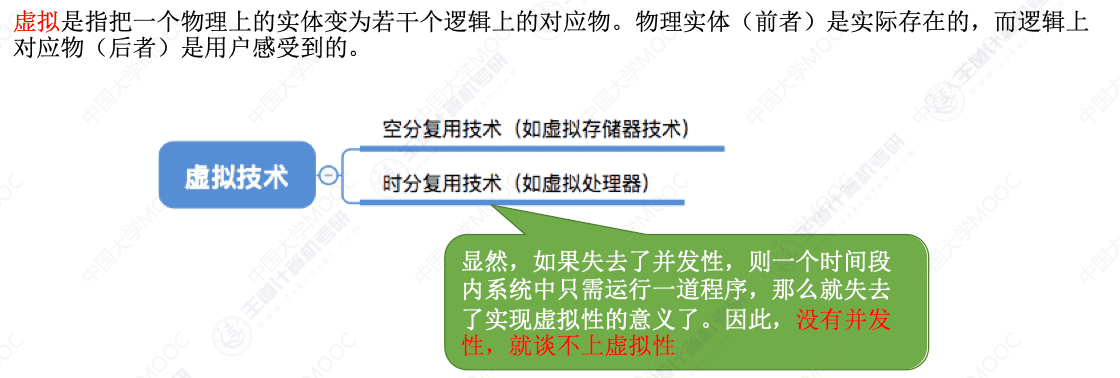 虚拟是指把一个物理上的实体变为若干个逻辑上的对应物。物理实体（前者）是实际存在的，而逻辑上
对应物（后者）是用户感受到的。
空分复用技术（如虚拟存储器技术）
虚拟技术
时分复用技术（如虚拟处理器）
显然，如果失去了并发性，则一个时间段
内系统中只需运行一道程序，那么就失去
了实现虚拟性的意义了。因此，没有并发
性，就谈不上虚拟性
中国大学MOOC
王道计算机考研